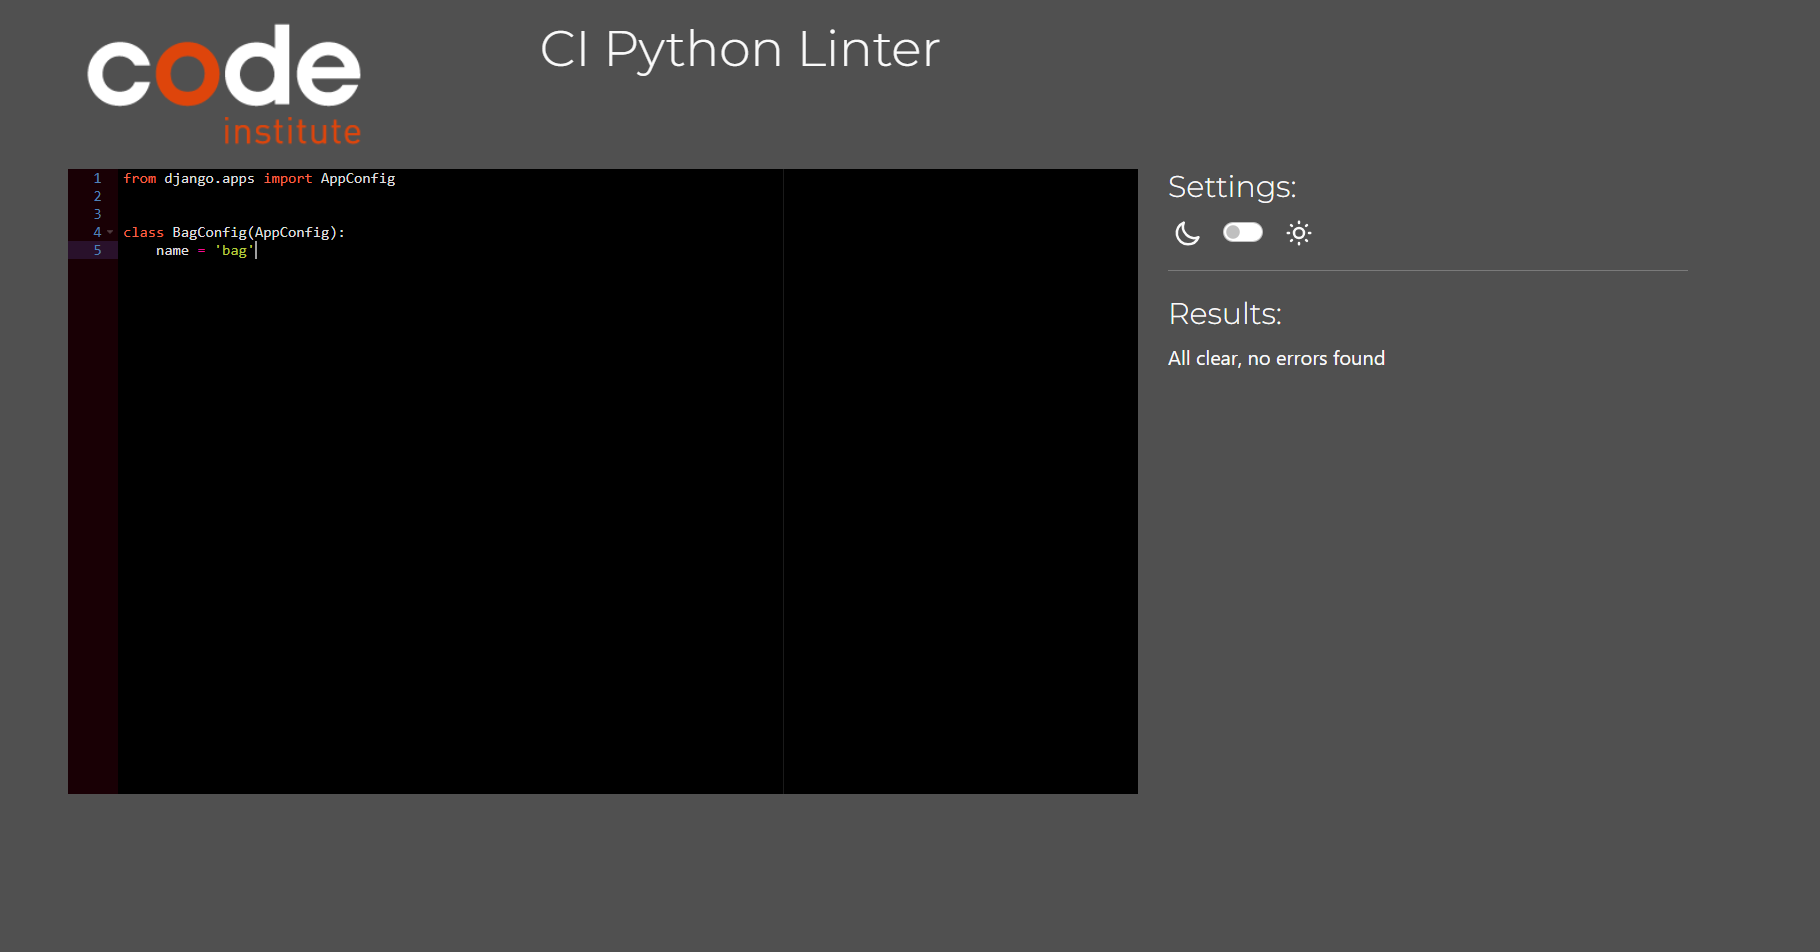 code
institute
CI Python Linter
1 from django.apps import AppConfig
2
3
4 class BagConfig(AppConfig):
5     name = 'bag'
Settings:
Results:
All clear, no errors found